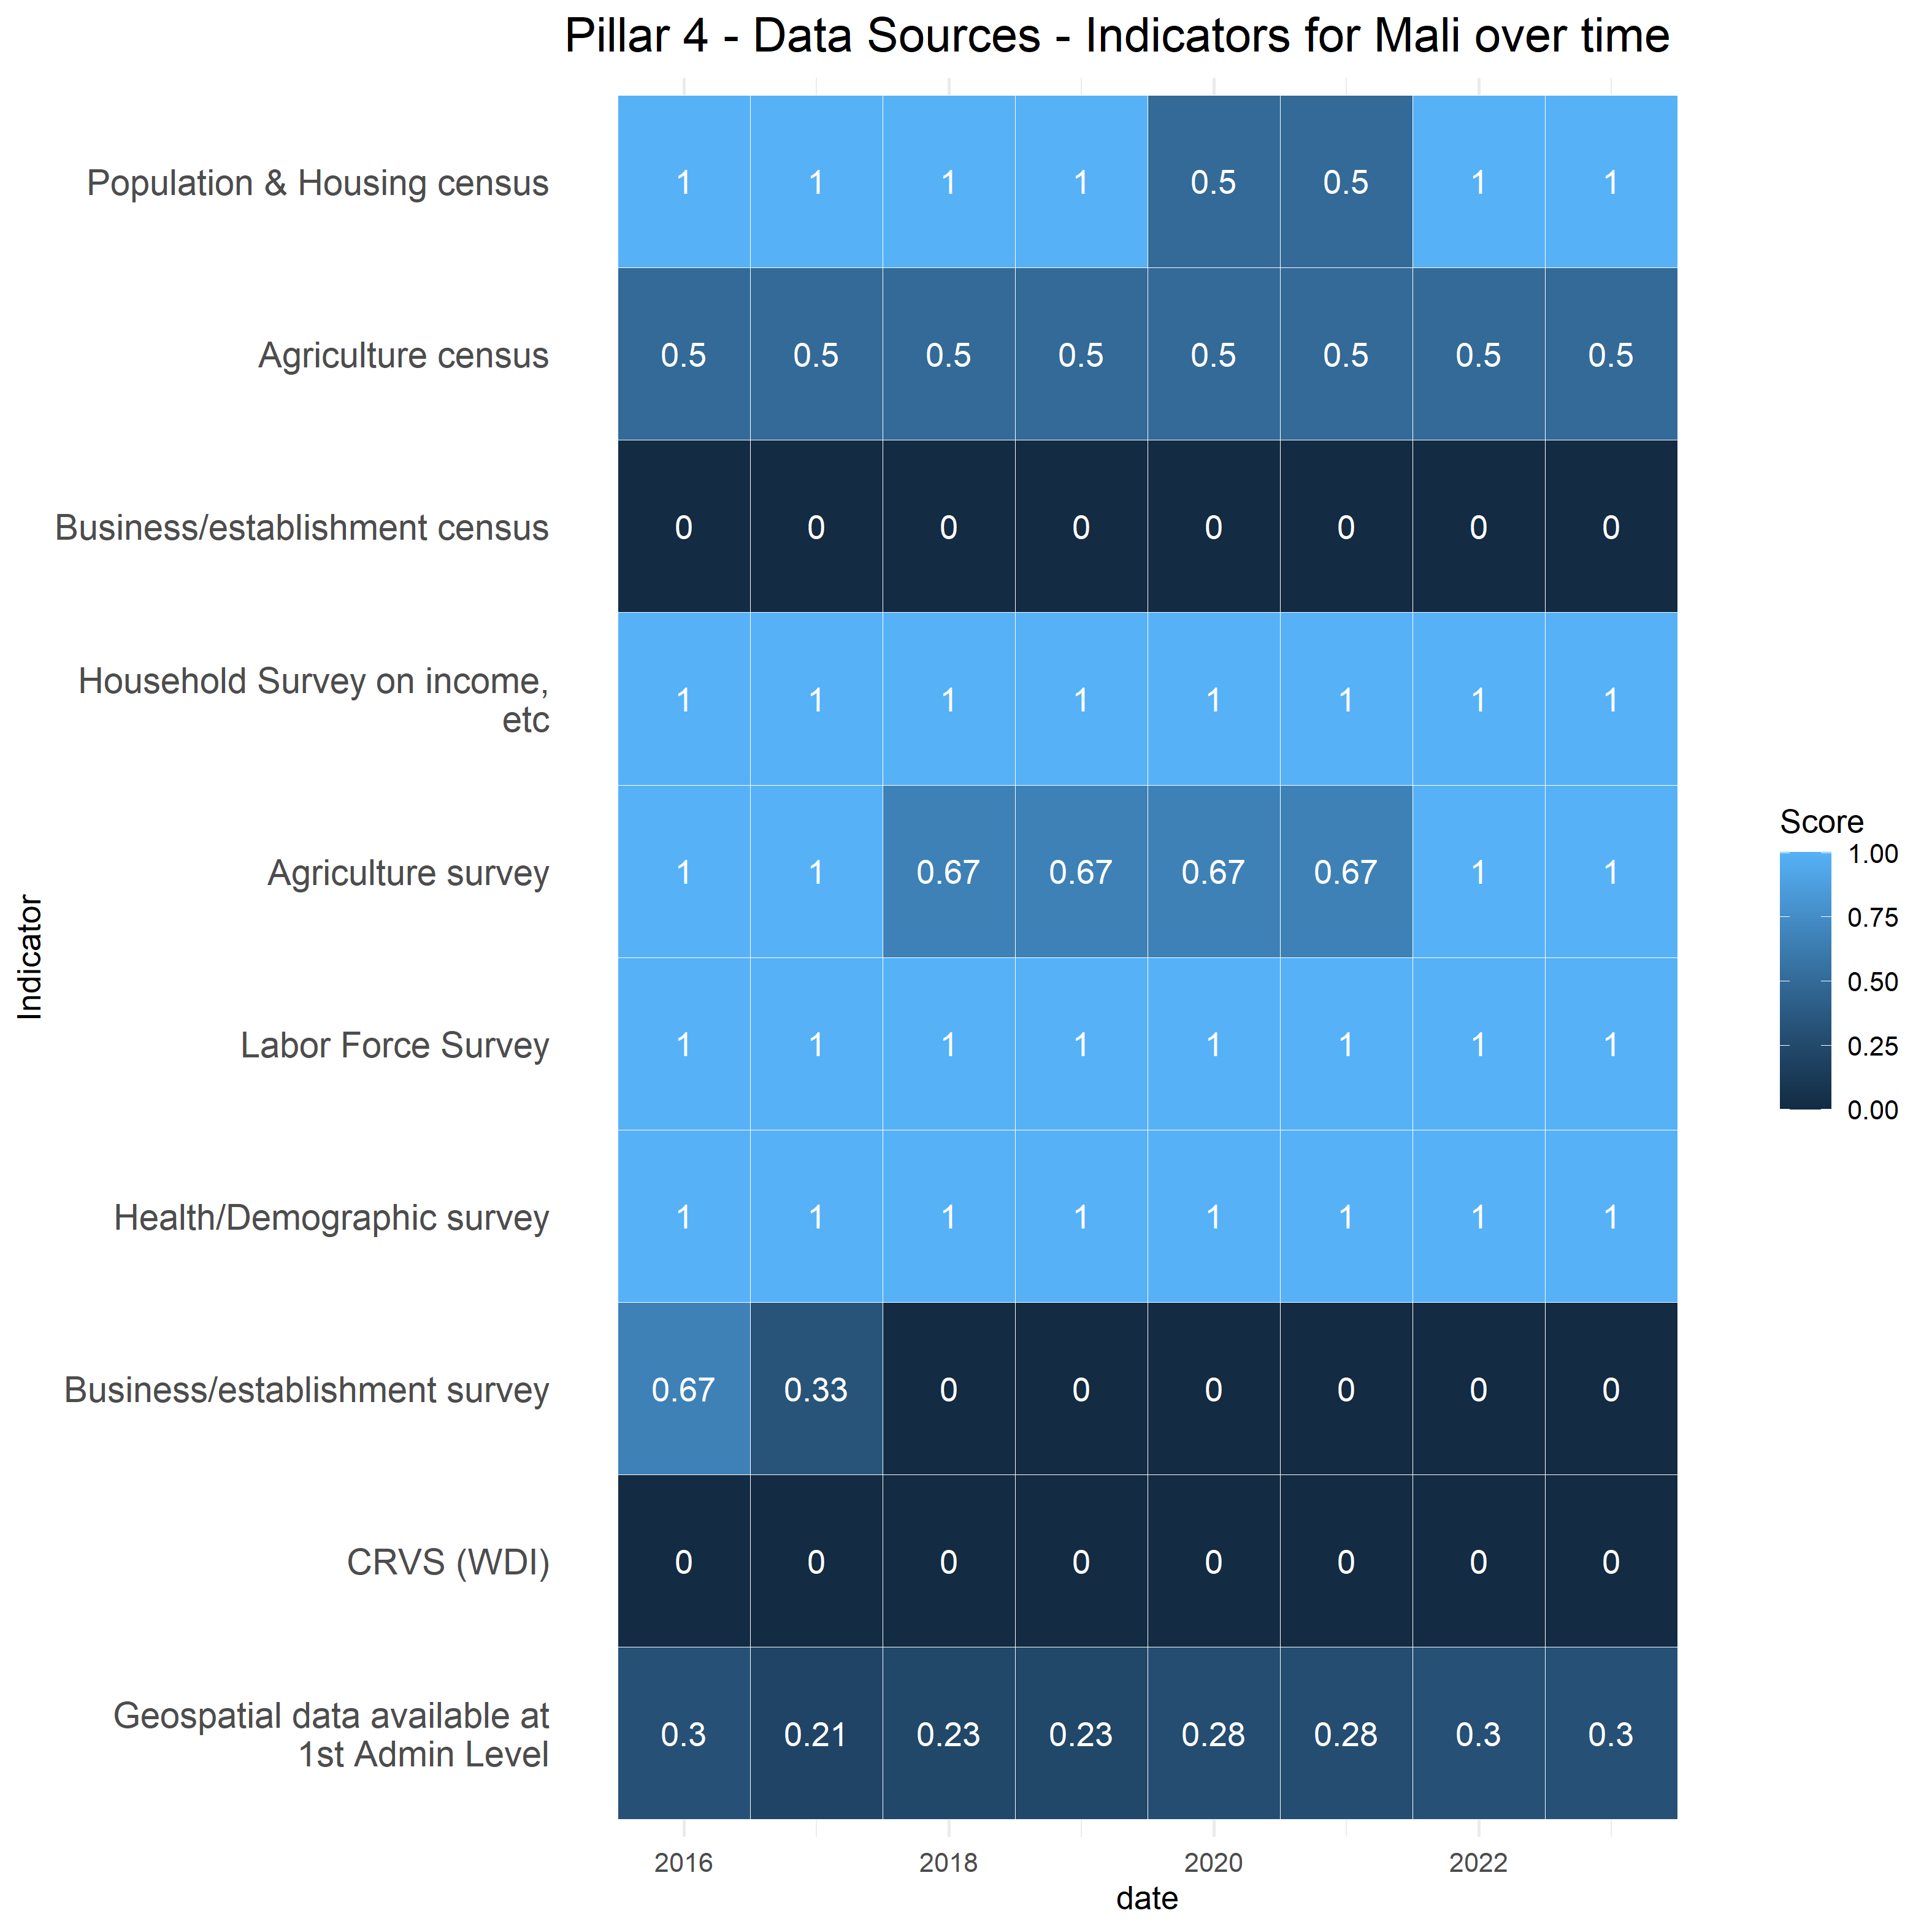 Pillar 4 - Data Sources - Indicators for Mali over time
Population & Housing census
1 1 1 1 0.5 0.5 1 1
Agriculture census
0.5 0.5 0.5 0.5 0.5 0.5 0.5 0.5
Business/establishment census
0 0 0 0 0 0 0 0
Household Survey on income,
etc
1 1 1 1 1 1 1 1
Agriculture survey
1 1 0.67 0.67 0.67 0.67 1 1
Labor Force Survey
1 1 1 1 1 1 1 1
Health/Demographic survey
1 1 1 1 1 1 1 1
Business/establishment survey
0.67 0.33 0 0 0 0 0 0
CRVS (WDI)
0 0 0 0 0 0 0 0
Geospatial data available at
1st Admin Level
0.3 0.21 0.23 0.23 0.28 0.28 0.3 0.3
2016 2018 2020 2022
date
Indicator
Score
1.00
0.75
0.50
0.25
0.00